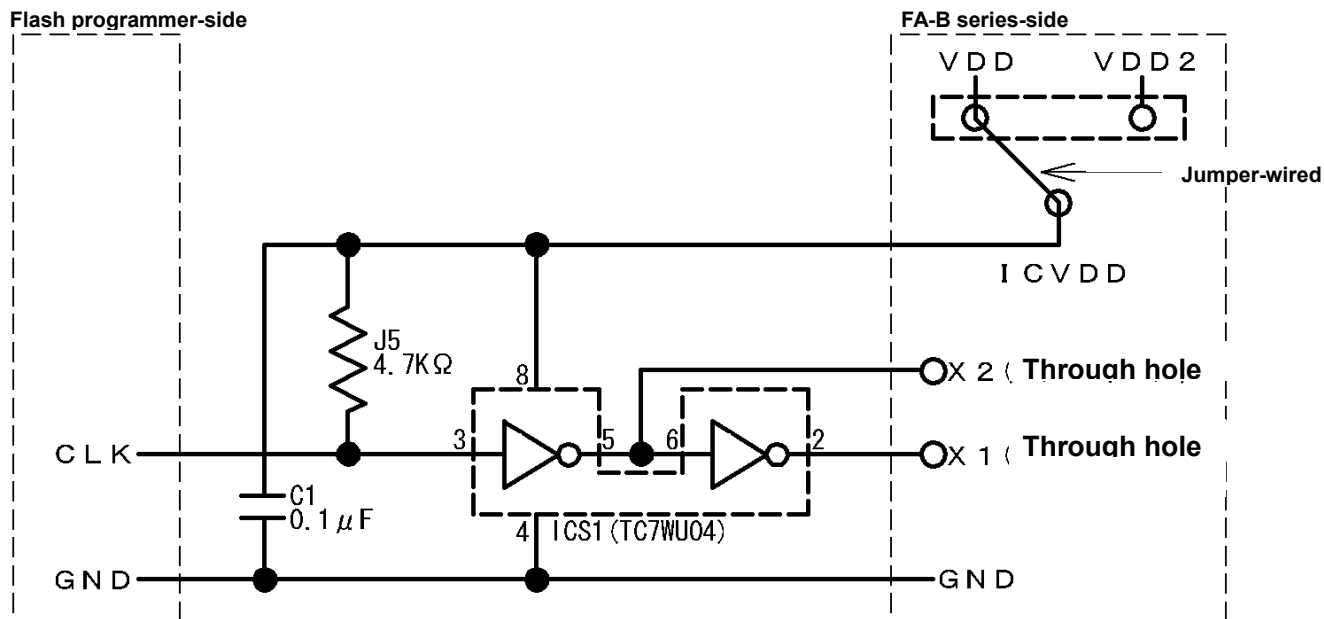 Flash programmer-side
FA-B series-side
VDD VDD2
Jumper-wired
ICVDD
J5
4.7KΩ
8
X2 ( Through hole
CLK
3
5
6
2
X1 ( Through hole
C1
0.1μF
4
ICS1(TC7WU04)
GND
GND